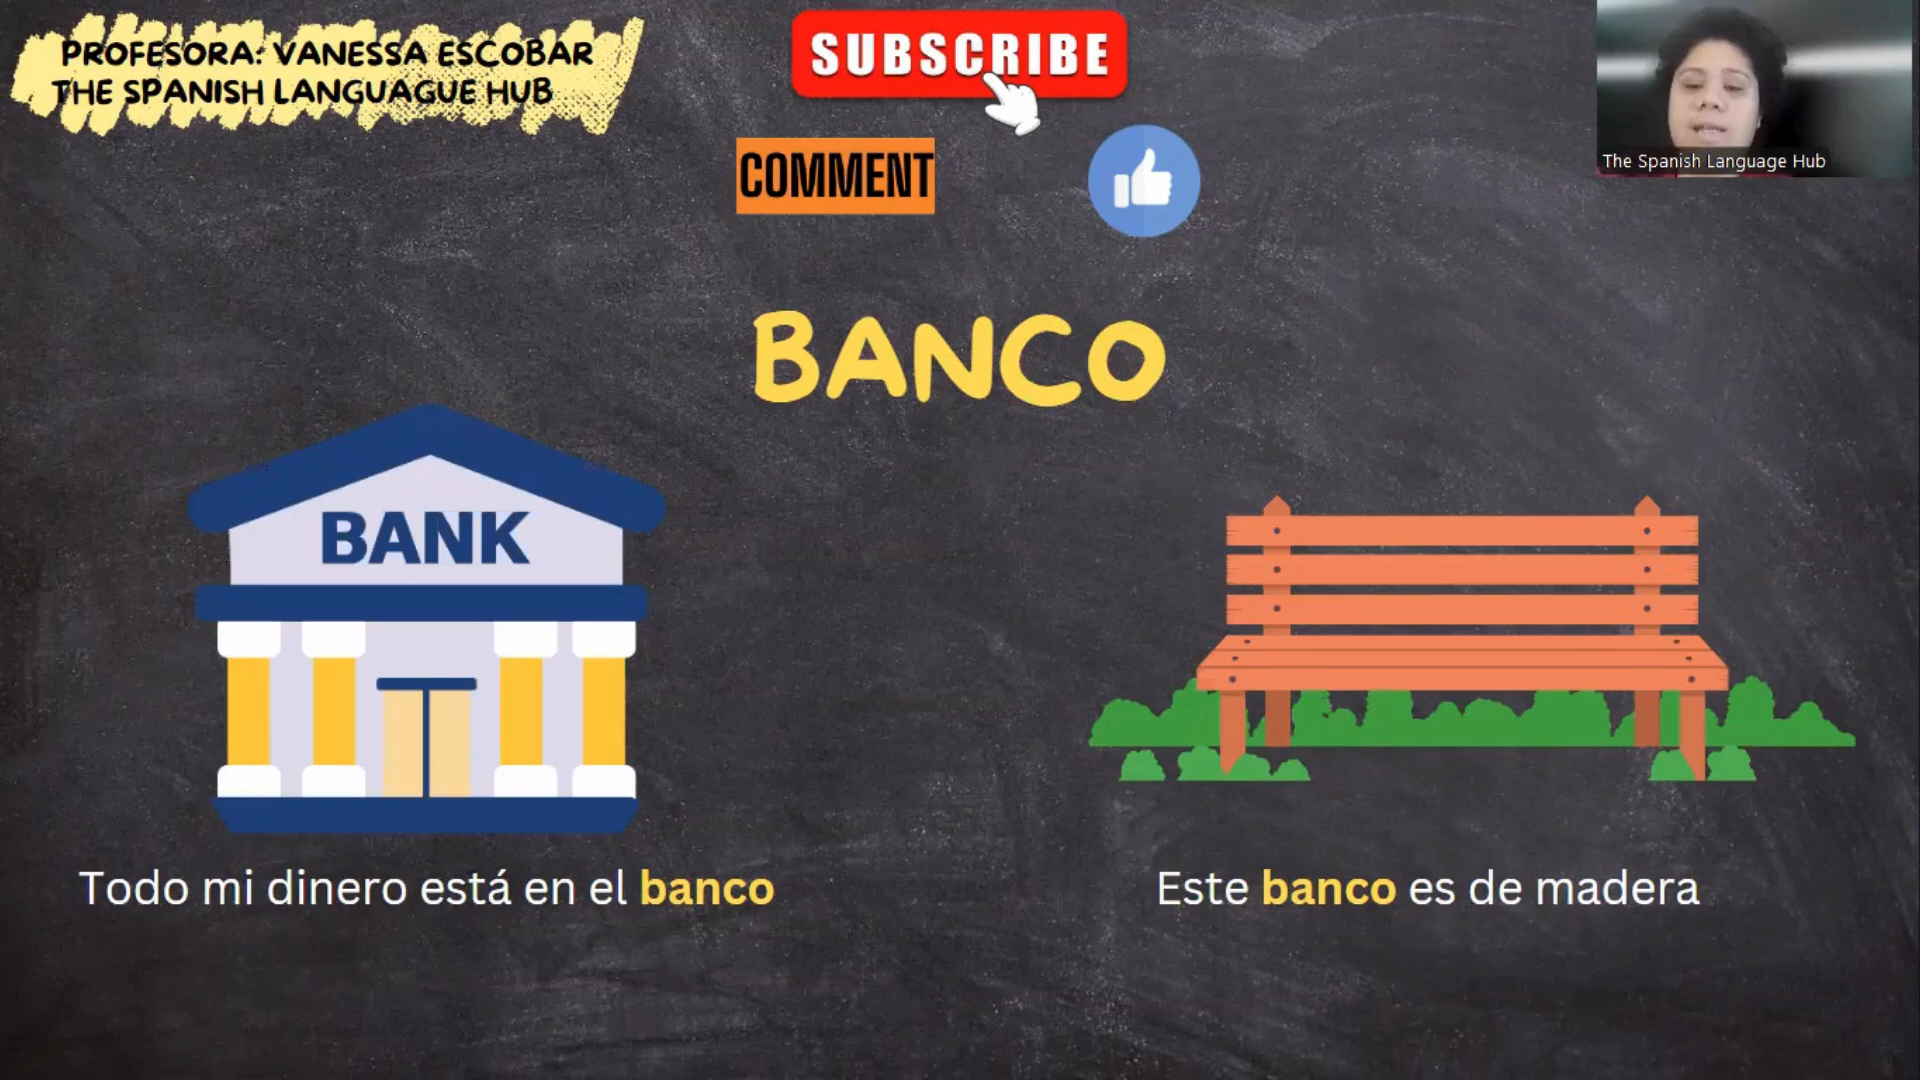 PROFESORA: VANESSA ESCOBAR
THE SPANISH LANGUAGUE HUB
SUBSCRIBE
COMMENT
The Spanish Language Hub
BANCO
BANK
Todo mi dinero está en el banco
Este banco es de madera